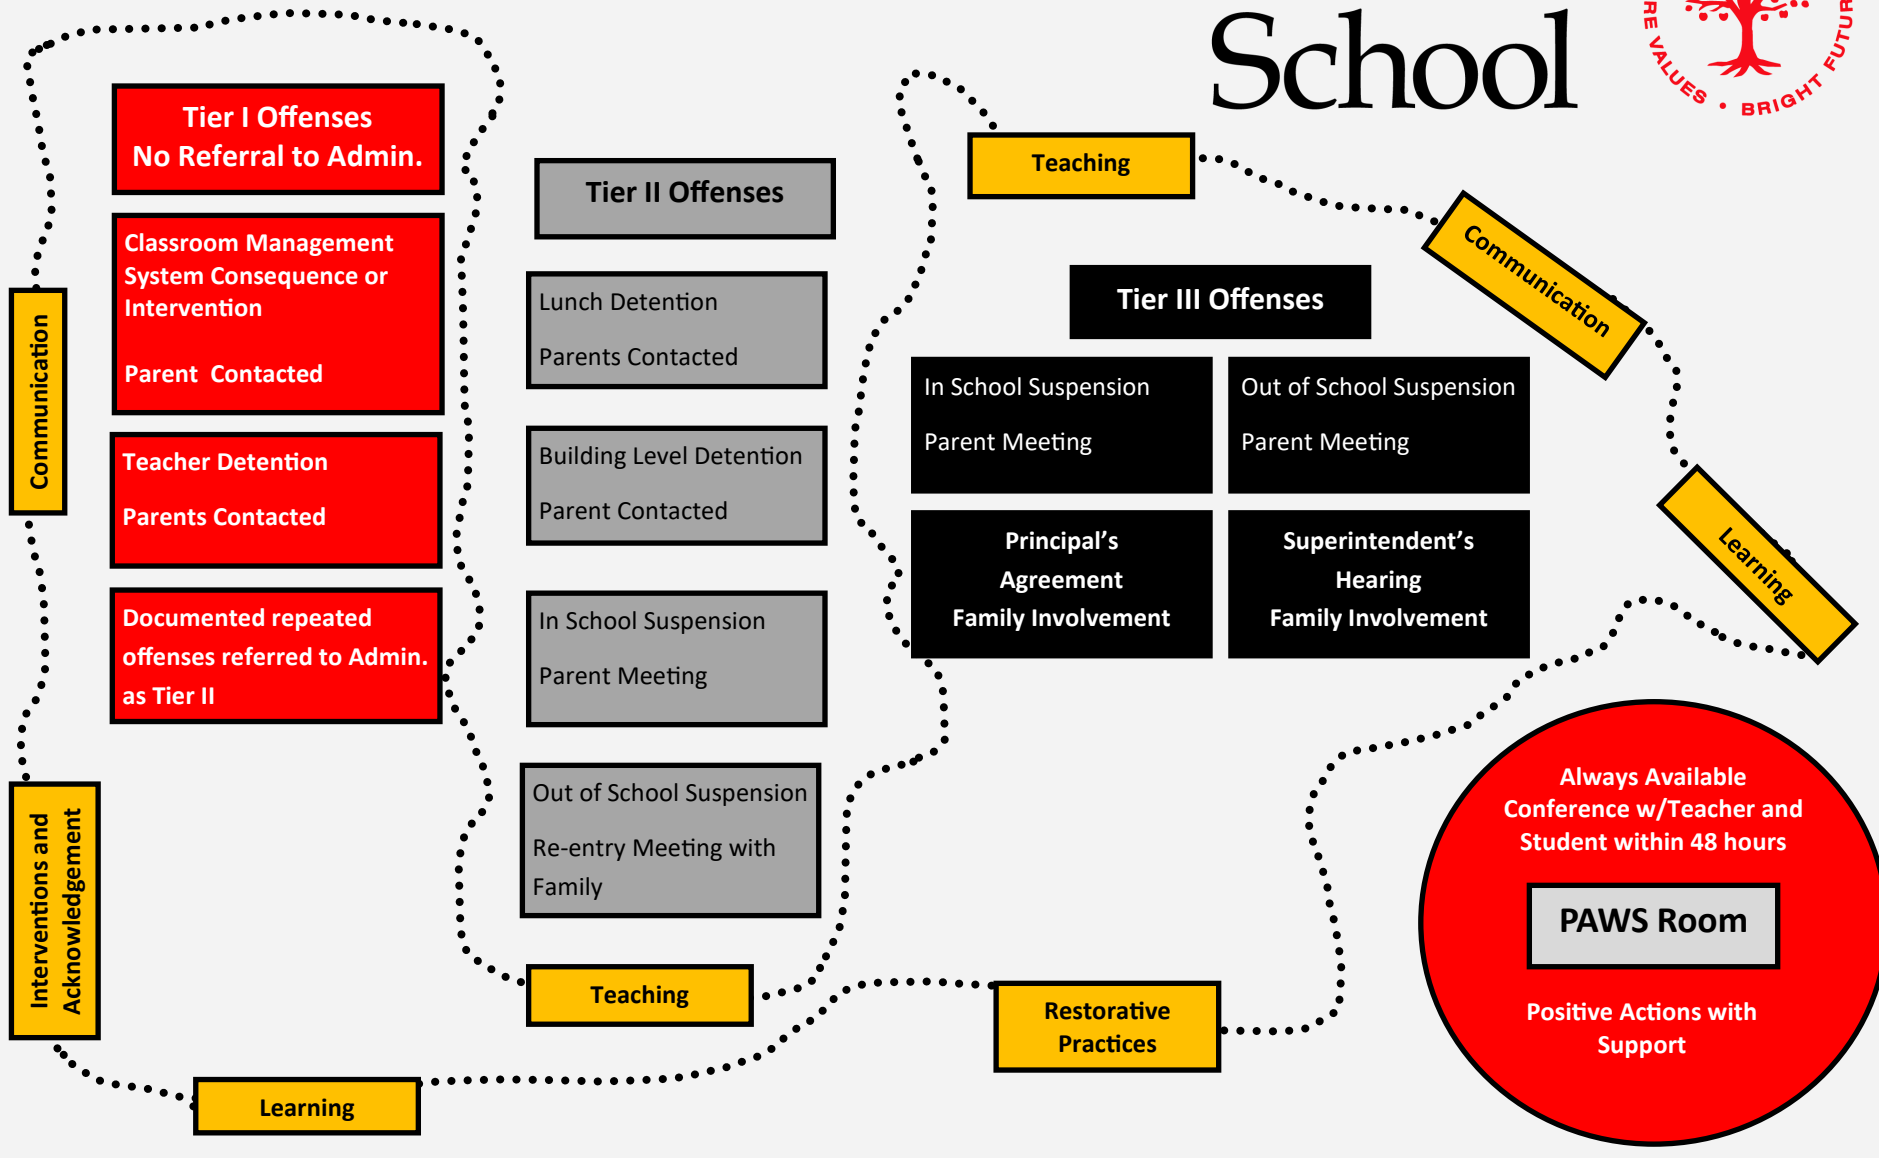 School
RE VALUES • BRIGHT FUTUR
Tier I Offenses
No Referral to Admin.
Classroom Management
System Consequence or
Intervention
Parent Contacted
Teacher Detention
Parents Contacted
Documented repeated
offenses referred to Admin.
as Tier II
Communication
Interventions and
Acknowledgement
Learning
Tier II Offenses
Lunch Detention
Parents Contacted
Building Level Detention
Parent Contacted
In School Suspension
Parent Meeting
Out of School Suspension
Re-entry Meeting with
Family
Teaching
Teaching
Communication
Learning
Tier III Offenses
In School Suspension
Parent Meeting
Out of School Suspension
Parent Meeting
Principal’s
Agreement
Family Involvement
Superintendent’s
Hearing
Family Involvement
Restorative
Practices
Always Available
Conference w/Teacher and
Student within 48 hours
PAWS Room
Positive Actions with
Support